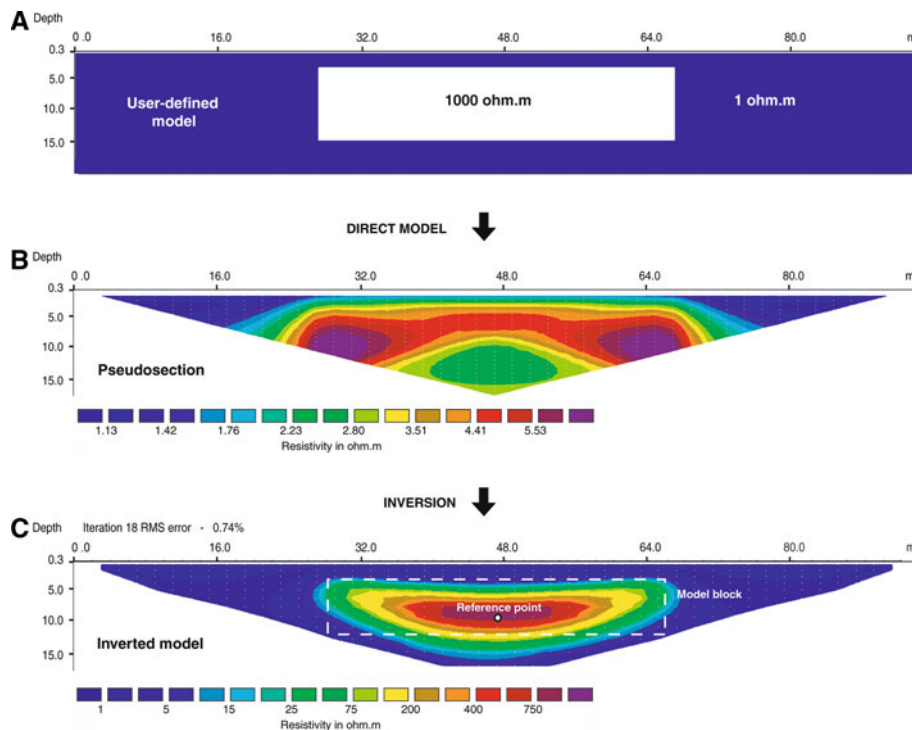 A
Depth
0 .0 16.0 32.0 48.0 64.0 80.0 m
0.3
5.0
10.0
15.0
User-defined
model
1000 ohm.m
1 ohm.m
DIRECT MODEL
B
Depth
0 .0 16.0 32.0 48.0 64.0 80.0 m
0.3
5.0
10.0
15.0
Pseudosection
1.13 1.42 1.76 2.23 2.80 3.51 4.41 5.53
Resistivity in ohm.m
INVERSION
C
Depth Iteration 18 RMS error - 0.74%
0 .0 16.0 32.0 48.0 64.0 80.0 m
0.3
5.0
10.0
15.0
Model block
Reference point
Inverted model
1 5 15 25 75 200 400 750
Resistivity in ohm.m